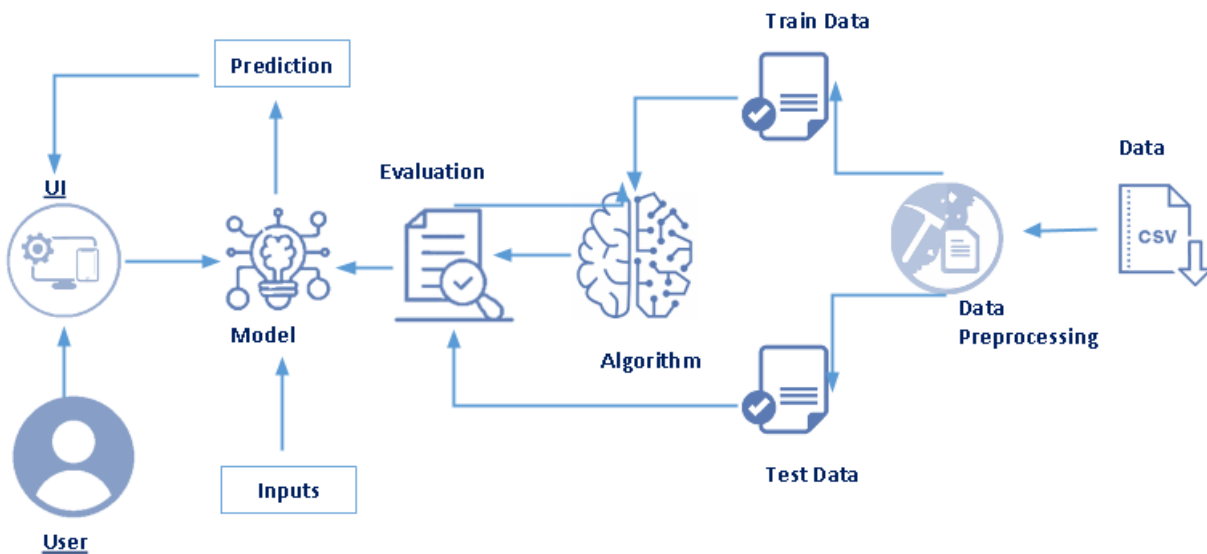 Train Data
Prediction
Data
Evaluation
UI
CSV
Model
Data
Preprocessing
Algorithm
Inputs
Test Data
User